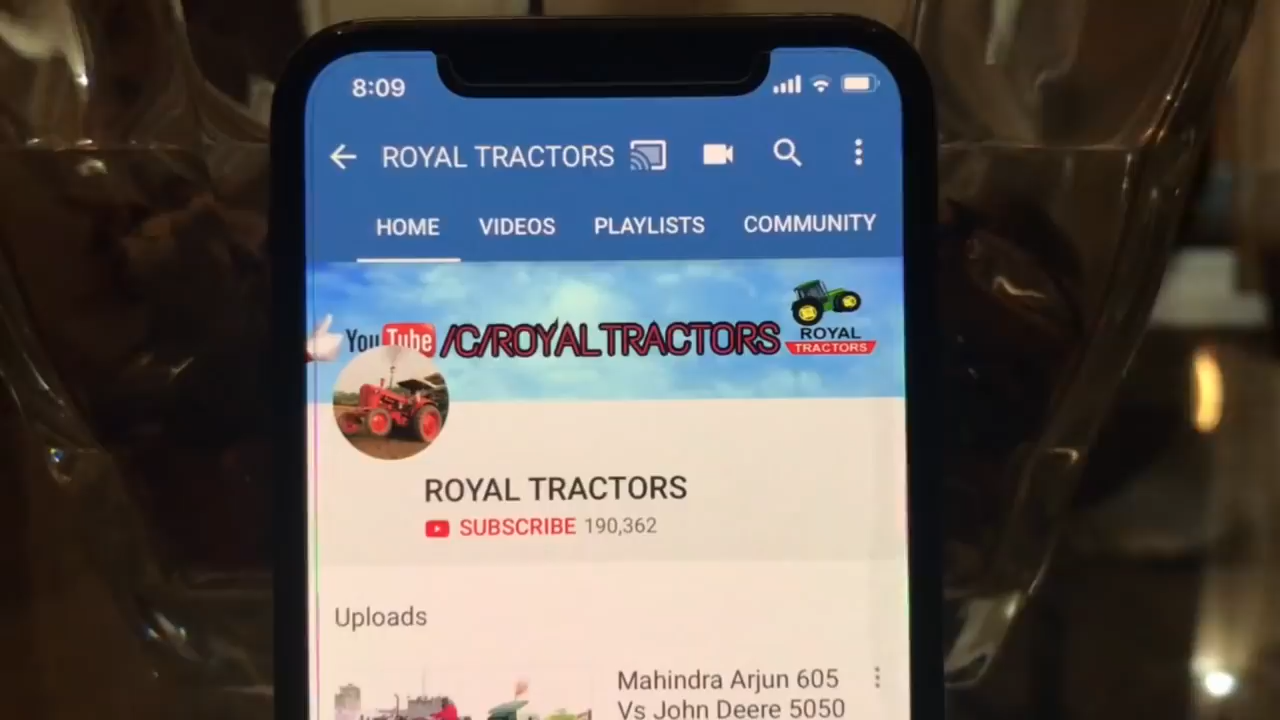 8:09
ROYAL TRACTORS
HOME VIDEOS PLAYLISTS COMMUNITY
YouTube /C/ROYALTRACTORS
ROYAL
TRACTORS
ROYAL TRACTORS
SUBSCRIBE 190,362
Uploads
Mahindra Arjun 605
Vs John Deere 5050